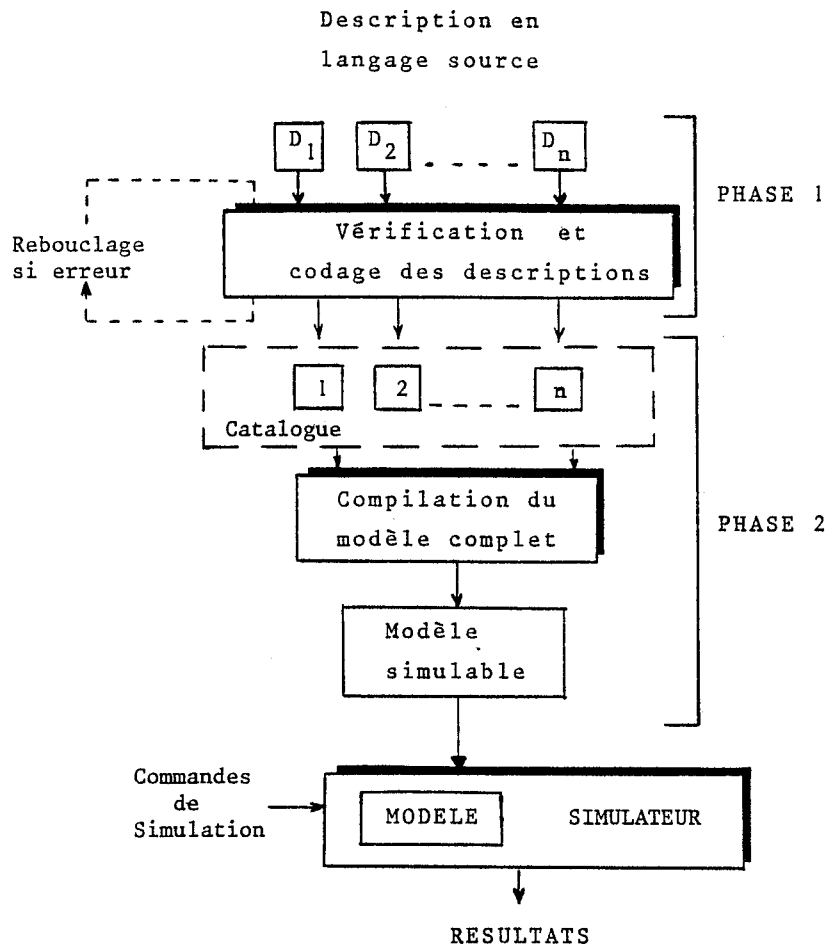 Description en
langage source
D1 D2 Dn
PHASE 1
Vérification et
codage des descriptions
Rebouclage
si erreur
1 2 n
Catalogue
Compilation du
modèle complet
PHASE 2
Modèle
simulable
Commandes
de
Simulation
MODELE SIMULATEUR
RESULTATS